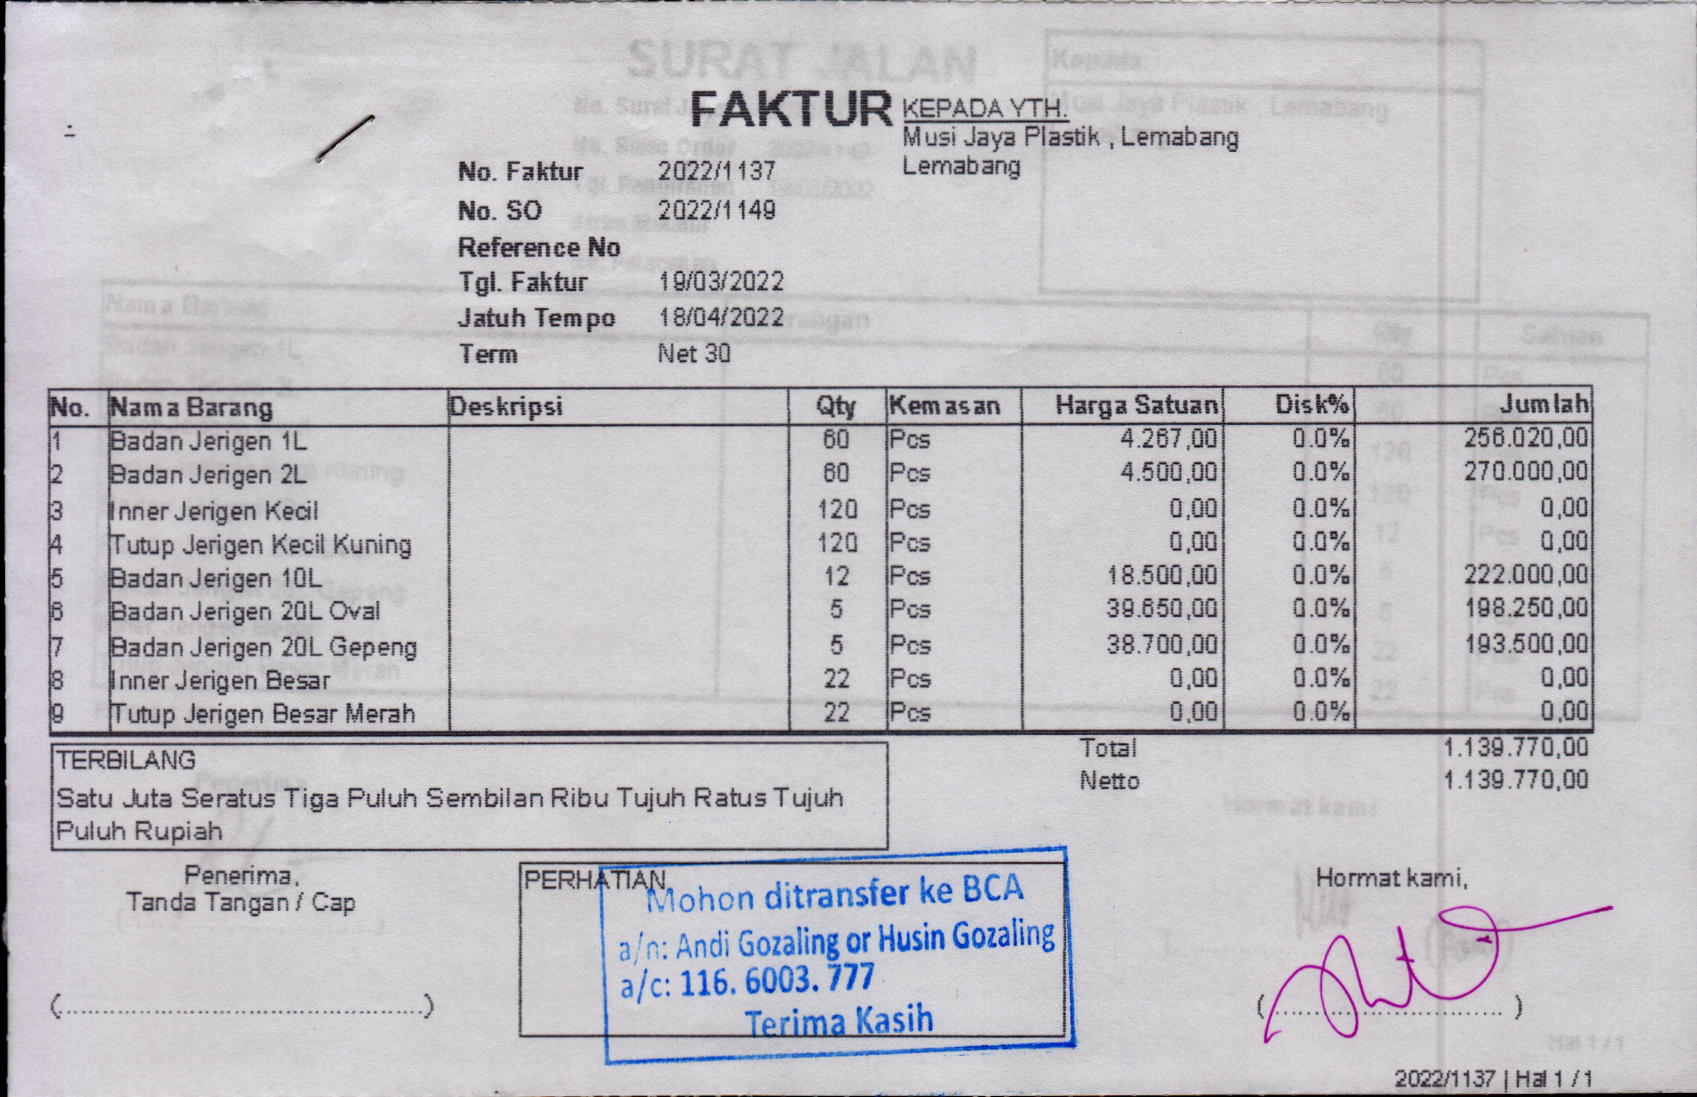 FAKTUR
KEPADA YTH.
Musi Jaya Plastik , Lemabang
Lemabang
No. Faktur 2022/1137
No. SO 2022/1149
Reference No
Tgl. Faktur 19/03/2022
Jatuh Tempo 18/04/2022
Term Net 30
No. Nama Barang Deskripsi Qty Kemasan Harga Satuan Disk% Jumlah
1 Badan Jerigen 1L 60 Pcs 4.267,00 0.0% 256.020,00
2 Badan Jerigen 2L 60 Pcs 4.500,00 0.0% 270.000,00
3 Inner Jerigen Kecil 120 Pcs 0,00 0.0% 0,00
4 Tutup Jerigen Kecil Kuning 120 Pcs 0,00 0.0% 0,00
5 Badan Jerigen 10L 12 Pcs 18.500,00 0.0% 222.000,00
6 Badan Jerigen 20L Oval 5 Pcs 39.650,00 0.0% 198.250,00
7 Badan Jerigen 20L Gepeng 5 Pcs 38.700,00 0.0% 193.500,00
8 Inner Jerigen Besar 22 Pcs 0,00 0.0% 0,00
9 Tutup Jerigen Besar Merah 22 Pcs 0,00 0.0% 0,00
Total 1.139.770,00
Netto 1.139.770,00
TERBILANG
Satu Juta Seratus Tiga Puluh Sembilan Ribu Tujuh Ratus Tujuh
Puluh Rupiah
Penerima,
Tanda Tangan / Cap
(..............................................)
PERHATIAN
Mohon ditransfer ke BCA
a/n: Andi Gozaling or Husin Gozaling
a/c: 116. 6003. 777
Terima Kasih
Hormat kami,
(..............................)
2022/1137 | Hal 1 / 1